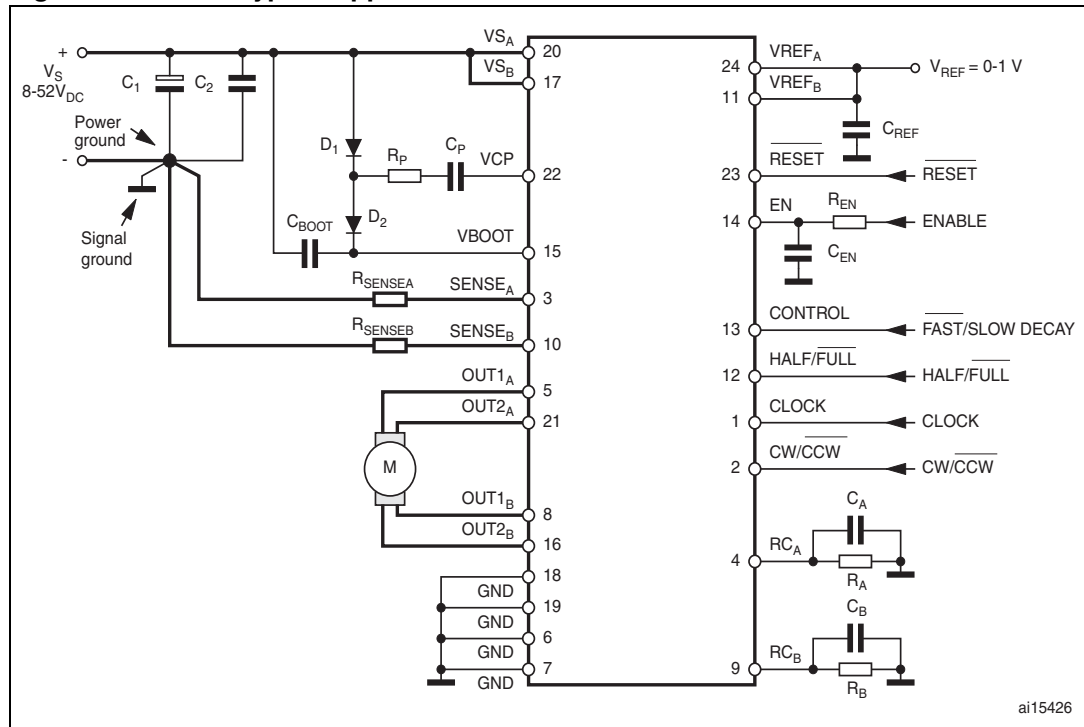 +
V_S
8-52V_DC
-
C_1
C_2
Power
ground
Signal
ground
D_1
R_P
C_P
D_2
C_BOOT
VS_A
20
VS_B
17
VCP
22
VBOOT
15
R_SENSEA
SENSE_A
3
R_SENSEB
SENSE_B
10
OUT1_A
5
OUT2_A
21
M
OUT1_B
8
OUT2_B
16
18
GND
19
GND
6
GND
7
GND
24
VREF_A
V_REF = 0-1 V
11
VREF_B
C_REF
23
RESET
RESET
14
EN
R_EN
ENABLE
C_EN
13
CONTROL
FAST/SLOW DECAY
12
HALF/FULL
HALF/FULL
1
CLOCK
CLOCK
2
CW/CCW
CW/CCW
C_A
4
RC_A
R_A
C_B
9
RC_B
R_B
ai15426